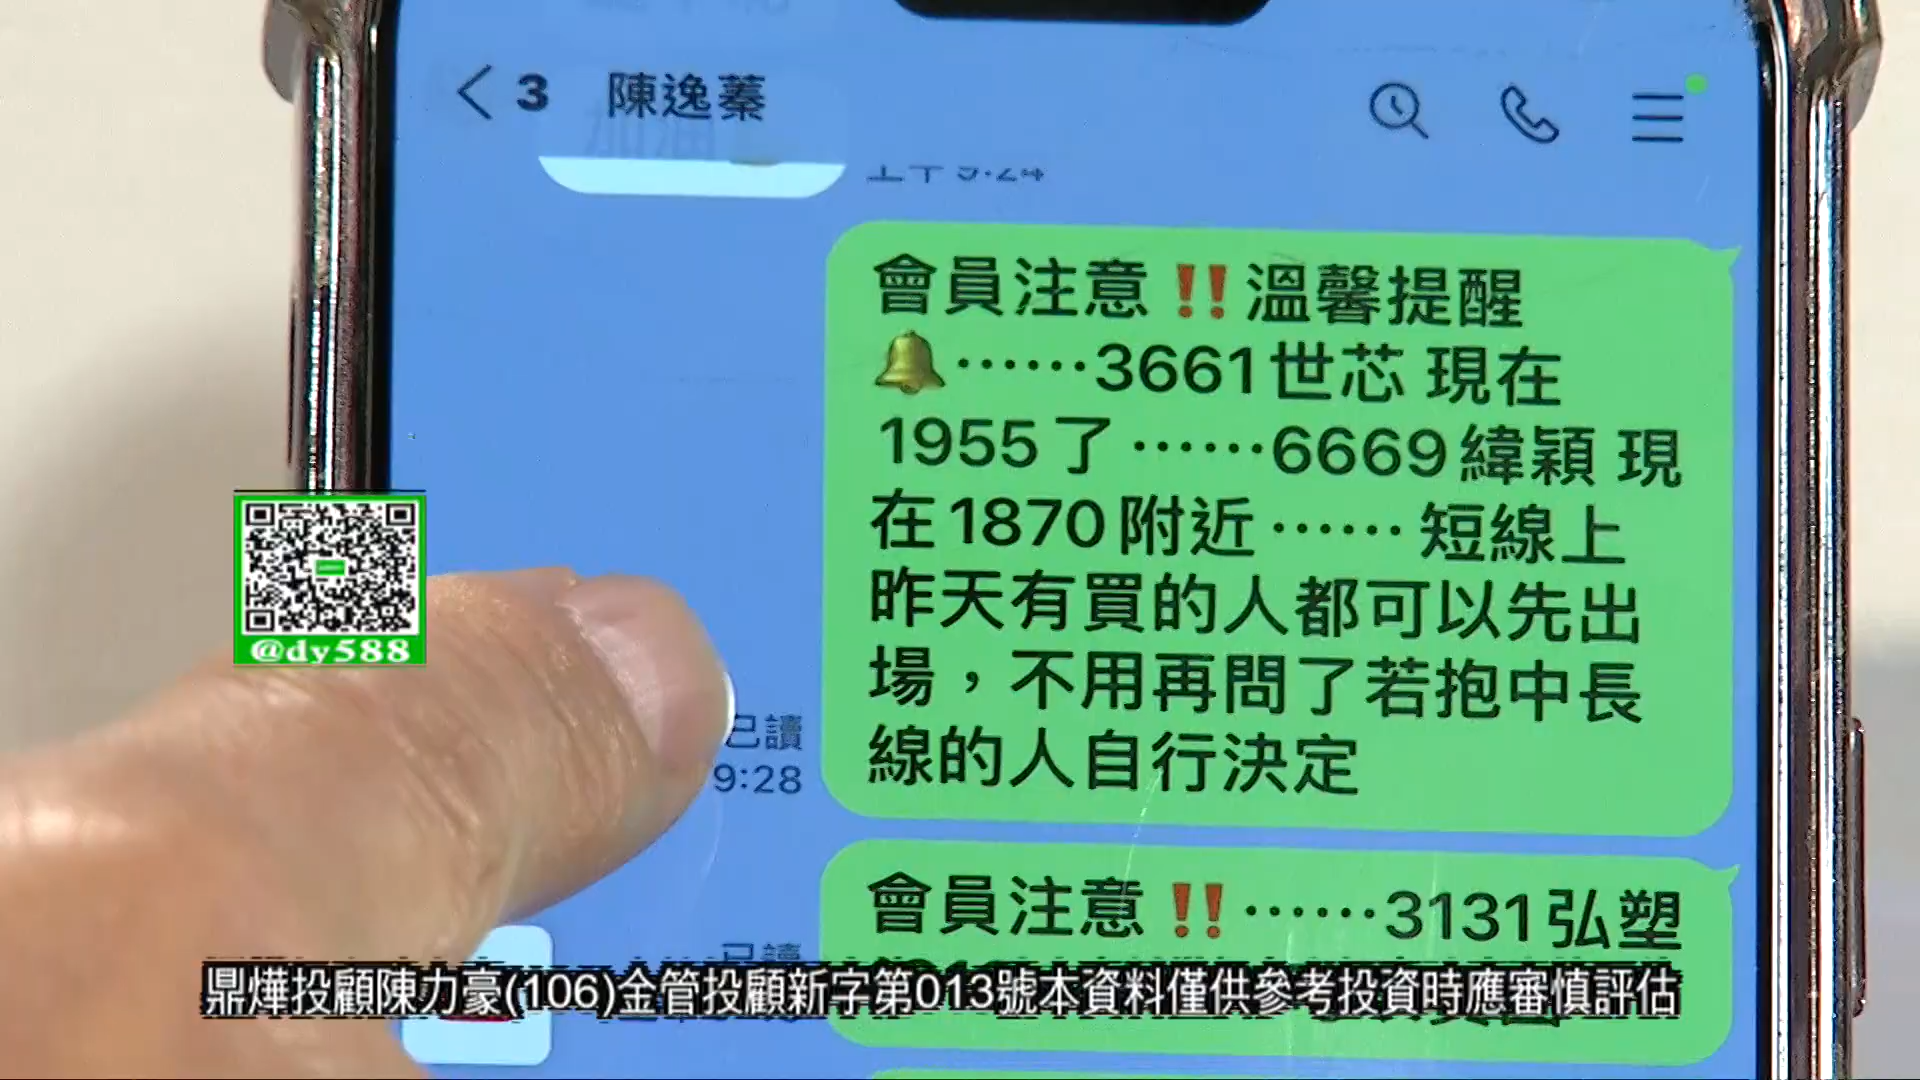 3 陳逸蓁
會員注意‼️溫馨提醒
🔔……3661世芯 現在
1955了……6669緯穎 現
在1870附近……短線上
昨天有買的人都可以先出
場，不用再問了若抱中長
線的人自行決定
已讀
9:28
@dy588
會員注意‼️……3131弘塑
已讀
鼎燁投顧陳力豪(106)金管投顧新字第013號本資料僅供參考投資時應審慎評估